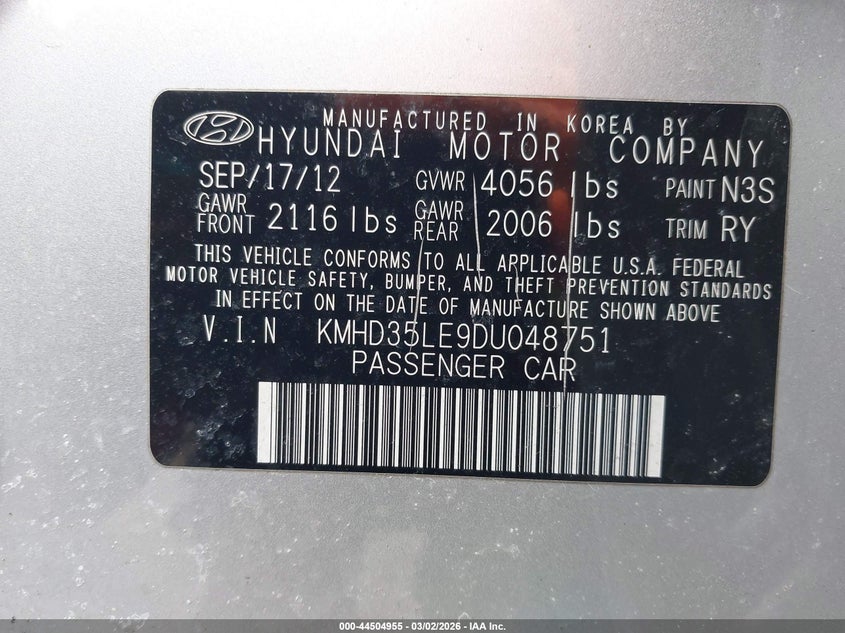 MANUFACTURED IN KOREA BY
HYUNDAI MOTOR COMPANY
SEP/17/12 GVWR 4056 lbs PAINT N3S
GAWR FRONT 2116 lbs GAWR REAR 2006 lbs TRIM RY
THIS VEHICLE CONFORMS TO ALL APPLICABLE U.S.A. FEDERAL
MOTOR VEHICLE SAFETY, BUMPER, AND THEFT PREVENTION STANDARDS
IN EFFECT ON THE DATE OF MANUFACTURE SHOWN ABOVE
V.I.N KMHD35LE9DU048751
PASSENGER CAR
000-44504955 - 03/02/2026 - IAA Inc.